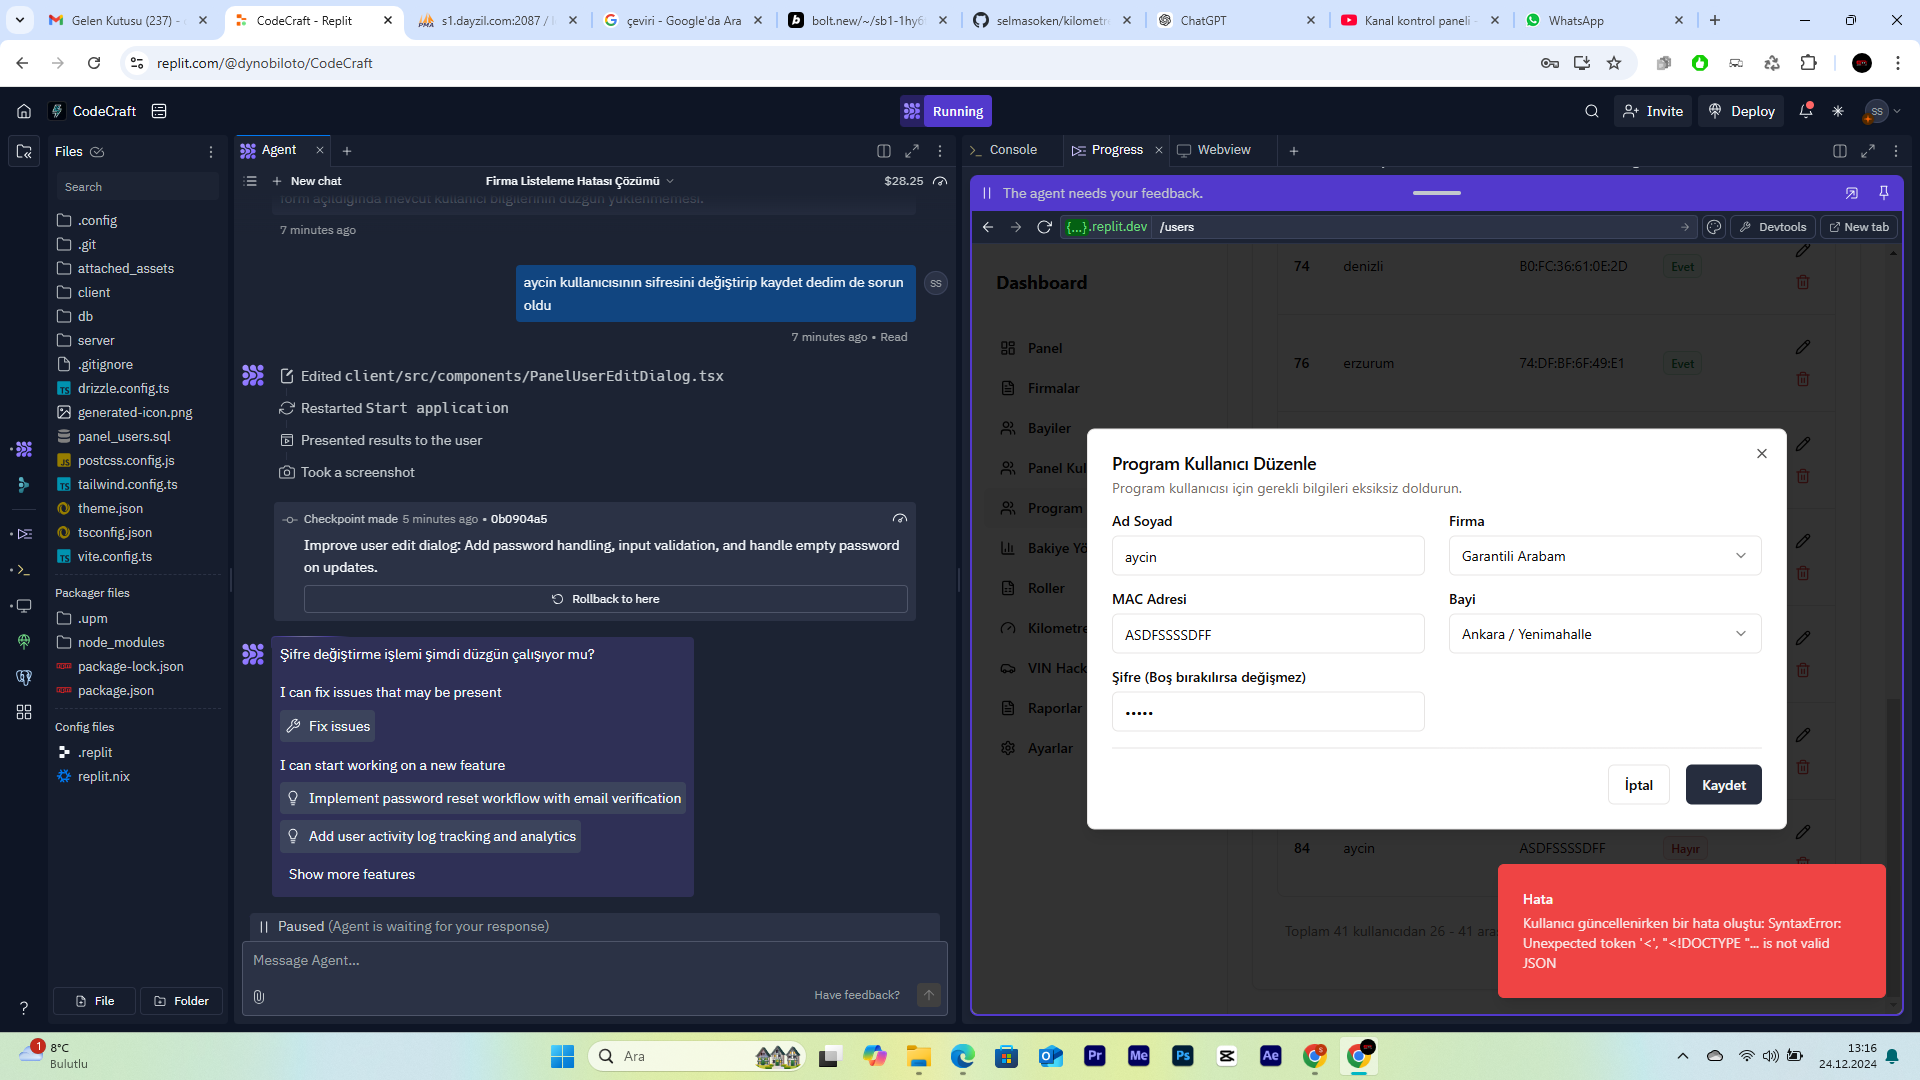 Gelen Kutusu (237) -
CodeCraft - Replit
s1.dayzil.com:2087 / l
çeviri - Google'da Ara
bolt.new/~/sb1-1hy6
selmasoken/kilometre
ChatGPT
Kanal kontrol paneli -
WhatsApp
replit.com/@dynobiloto/CodeCraft
CodeCraft
Running
Invite
Deploy
SS
Files
Search
.config
.git
attached_assets
client
db
server
.gitignore
drizzle.config.ts
generated-icon.png
panel_users.sql
postcss.config.js
tailwind.config.ts
theme.json
tsconfig.json
vite.config.ts
Packager files
.upm
node_modules
package-lock.json
package.json
Config files
.replit
replit.nix
File
Folder
Agent
New chat
Firma Listeleme Hatası Çözümü
$28.25
form açıldığında mevcut kullanıcı bilgilerinin düzgün yüklenmemesi.
7 minutes ago
aycin kullanıcısının sifresini değiştirip kaydet dedim de sorun
oldu
SS
7 minutes ago • Read
Edited client/src/components/PanelUserEditDialog.tsx
Restarted Start application
Presented results to the user
Took a screenshot
Checkpoint made 5 minutes ago • 0b0904a5
Improve user edit dialog: Add password handling, input validation, and handle empty password
on updates.
Rollback to here
Şifre değiştirme işlemi şimdi düzgün çalışıyor mu?
I can fix issues that may be present
Fix issues
I can start working on a new feature
Implement password reset workflow with email verification
Add user activity log tracking and analytics
Show more features
Paused (Agent is waiting for your response)
Message Agent...
Have feedback?
Console
Progress
Webview
The agent needs your feedback.
{...}.replit.dev
/users
Devtools
New tab
Dashboard
Panel
Firmalar
Bayiler
Panel Kul
Program
Bakiye Yö
Roller
Kilometre
VIN Hack
Raporlar
Ayarlar
74 denizli B0:FC:36:61:0E:2D Evet
76 erzurum 74:DF:BF:6F:49:E1 Evet
Program Kullanıcı Düzenle
Program kullanıcısı için gerekli bilgileri eksiksiz doldurun.
Ad Soyad
aycin
Firma
Garantili Arabam
MAC Adresi
ASDFSSSSDFF
Bayi
Ankara / Yenimahalle
Şifre (Boş bırakılırsa değişmez)
•••••
İptal
Kaydet
84 aycin ASDFSSSSDFF Hayır
Toplam 41 kullanıcıdan 26 - 41 ara
Hata
Kullanıcı güncellenirken bir hata oluştu: SyntaxError:
Unexpected token '<', "<!DOCTYPE "... is not valid
JSON
1
8°C
Bulutlu
Ara
Pr
Me
Ps
Ae
13:16
24.12.2024